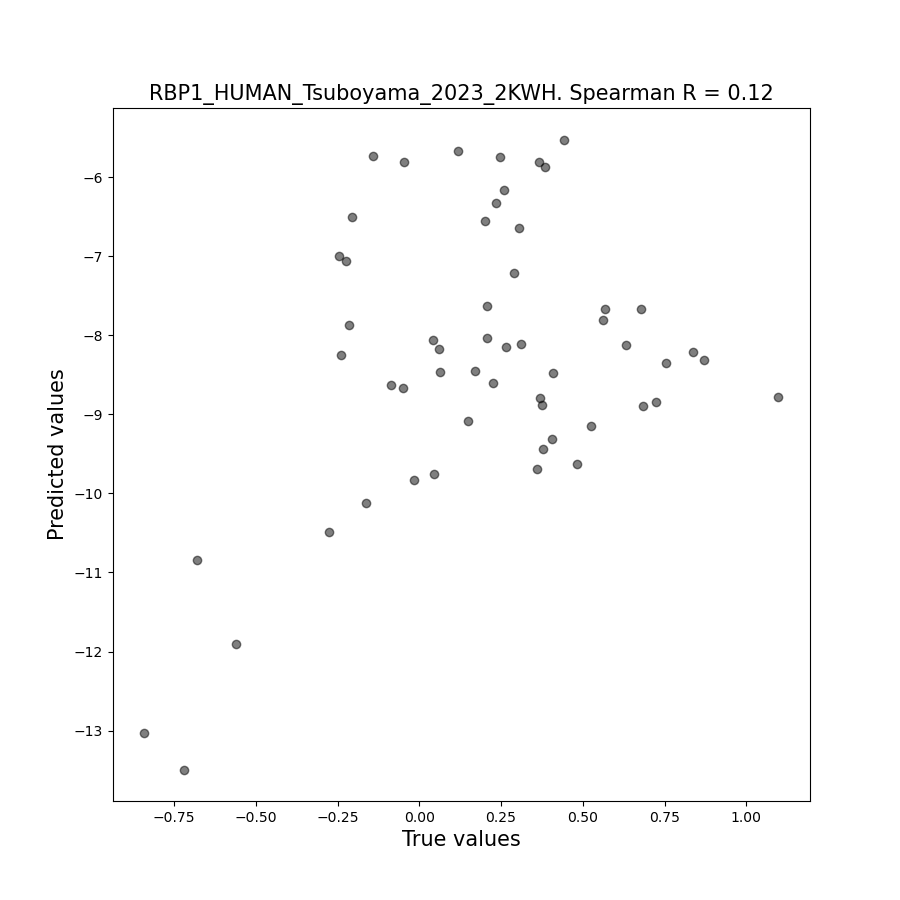 RBP1_HUMAN_Tsuboyama_2023_2KWH. Spearman R = 0.12
Predicted values
−6
−7
−8
−9
−10
−11
−12
−13
−0.75 −0.50 −0.25 0.00 0.25 0.50 0.75 1.00
True values